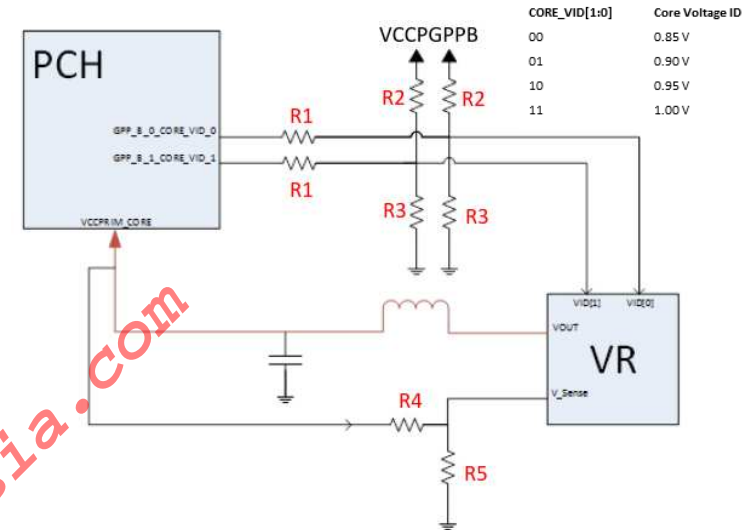 CORE_VID[1:0] Core Voltage ID
00 0.85 V
01 0.90 V
10 0.95 V
11 1.00 V
VCCPGPPB
PCH
R2 R2
R1
GPP_B_0_CORE_VID_0
GPP_B_1_CORE_VID_1
R1
R3 R3
VCCPRIM_CORE
VID[1] VID[0]
VOUT
VR
V_Sense
R4
R5
sia.com